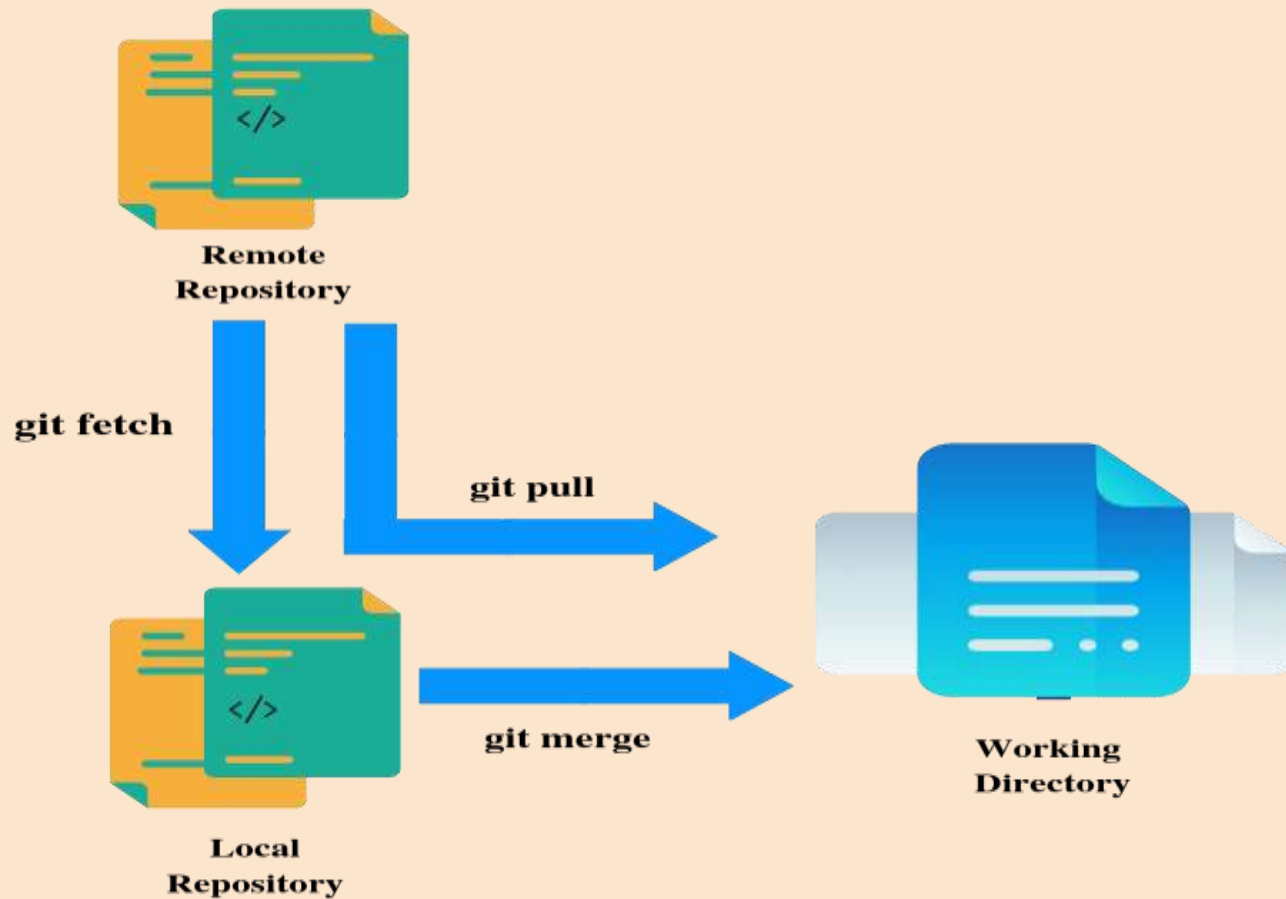 </>
Remote
Repository
git fetch
git pull
</>
git merge
Working
Directory
Local
Repository